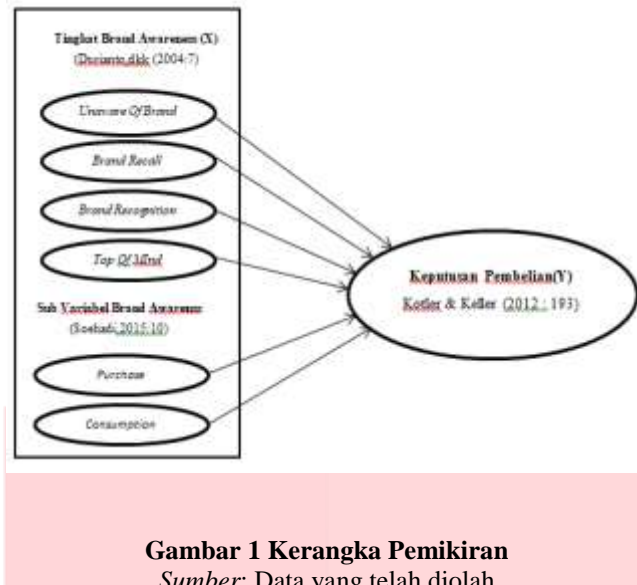 Tingkat Brand Awareness (X)
(Durianto,dkk (2004:7)
Unaware Of Brand
Brand Recall
Brand Recognition
Top Of Mind
Sub Variabel Brand Awareness
(Soehadi,2015:10)
Purchase
Consumption
Keputusan Pembelian(Y)
Kotler & Keller (2012 : 193)
Gambar 1 Kerangka Pemikiran
Sumber: Data yang telah diolah